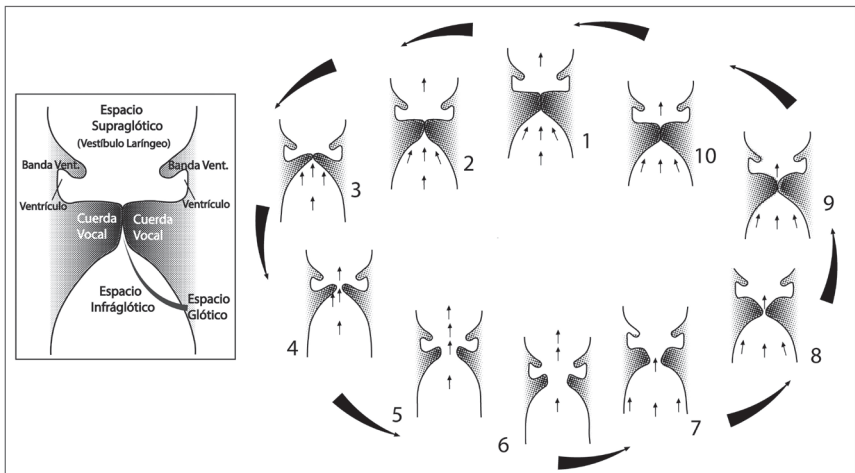 Espacio
Supraglótico
(Vestíbulo Laríngeo)
Banda Vent.
Banda Vent.
Ventrículo
Ventrículo
Cuerda
Vocal
Cuerda
Vocal
Espacio
Infráglótico
Espacio
Glótico
1
2
3
4
5
6
7
8
9
10